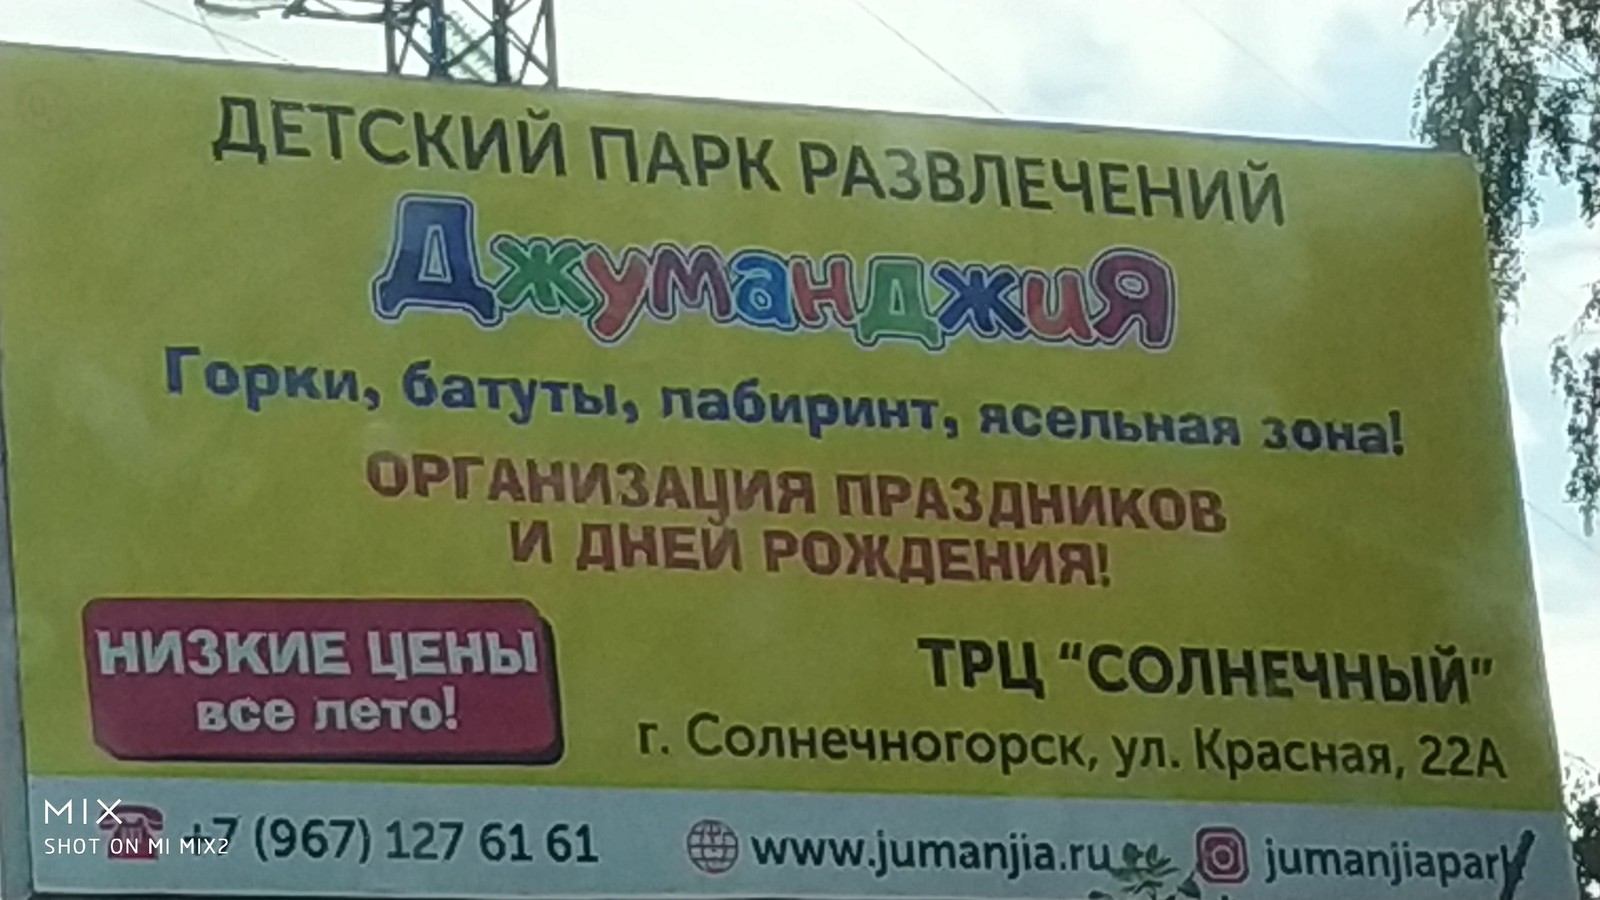 ДЕТСКИЙ ПАРК РАЗВЛЕЧЕНИЙ
ДжуманджиЯ
Горки, батуты, лабиринт, ясельная зона!
ОРГАНИЗАЦИЯ ПРАЗДНИКОВ
И ДНЕЙ РОЖДЕНИЯ!
НИЗКИЕ ЦЕНЫ
все лето!
ТРЦ "СОЛНЕЧНЫЙ"
г. Солнечногорск, ул. Красная, 22А
+7 (967) 127 61 61 www.jumanjia.ru jumanjiapark
MIX
SHOT ON MI MIX2